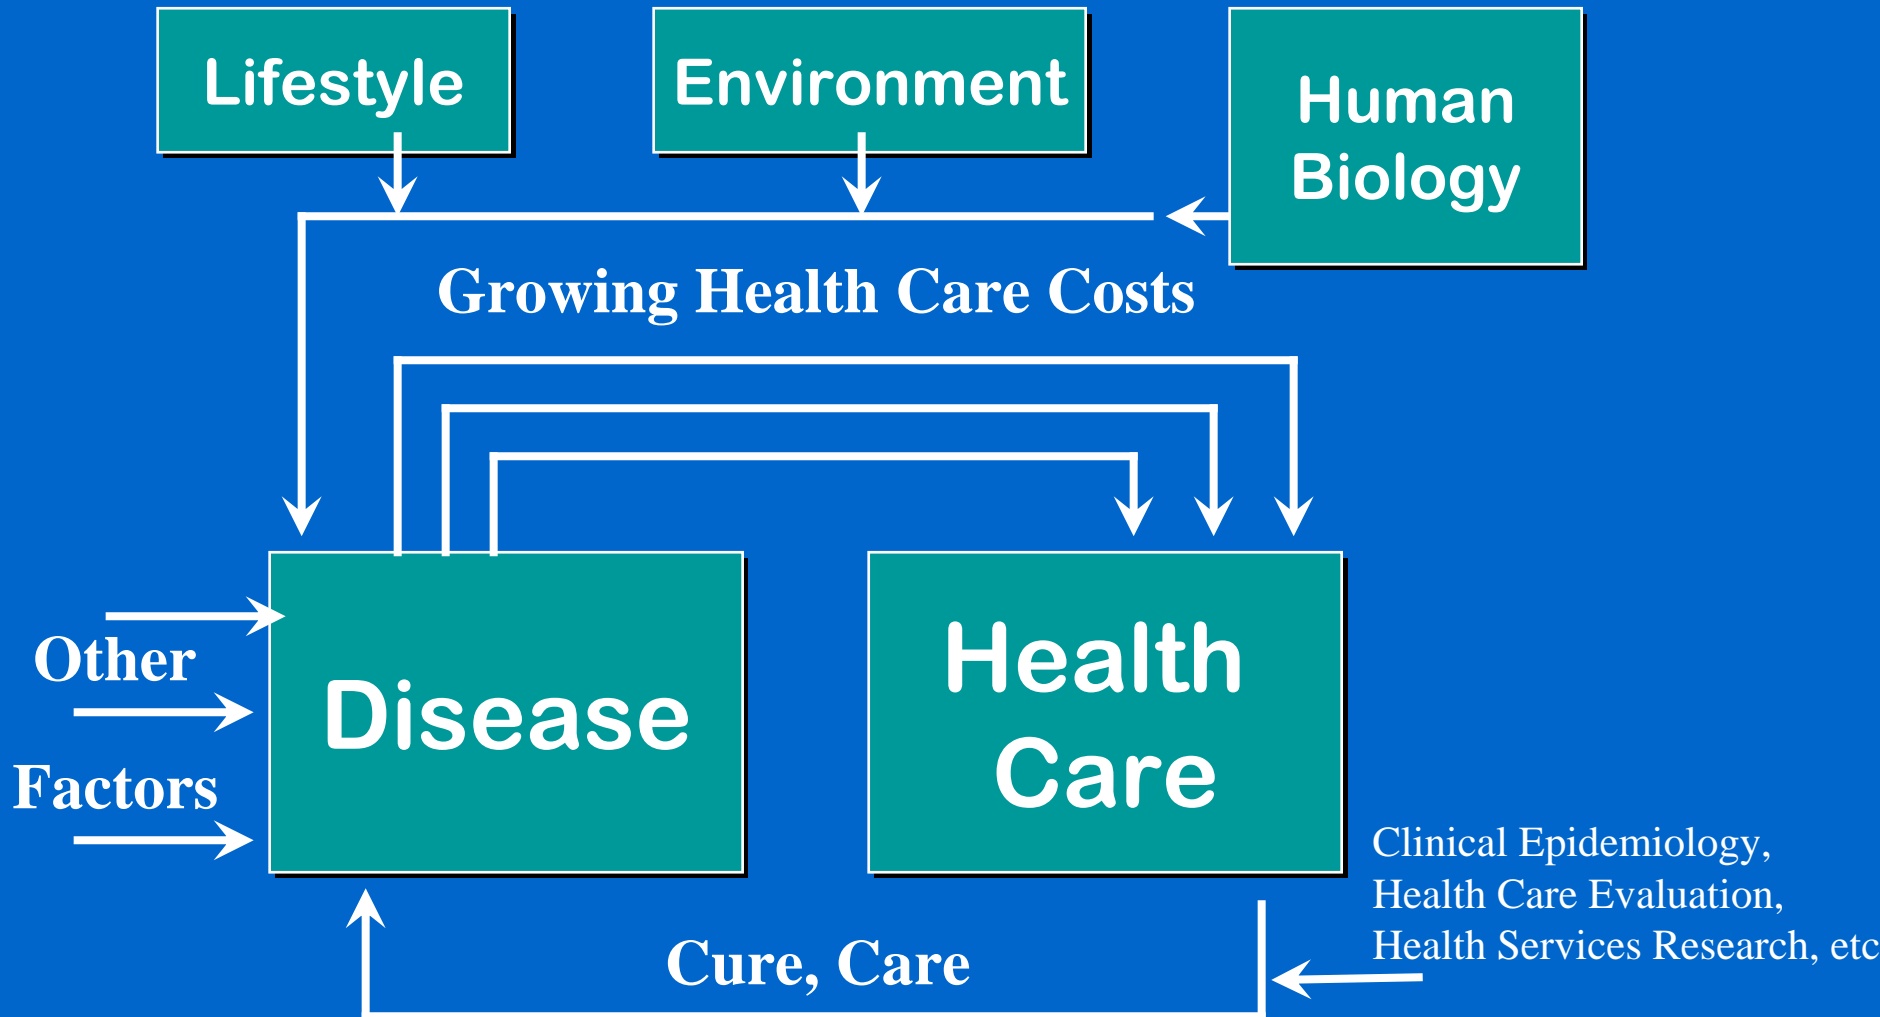 Lifestyle
Environment
Human
Biology
Growing Health Care Costs
Other
Factors
Disease
Health
Care
Clinical Epidemiology,
Health Care Evaluation,
Health Services Research, etc
Cure, Care